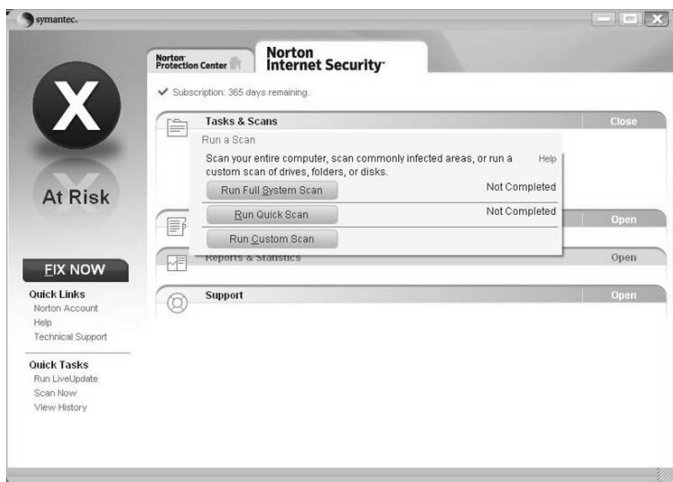 symantec.
Norton
Protection Center
Norton
Internet Security
Subscription: 365 days remaining.
X
At Risk
FIX NOW
Quick Links
Norton Account
Help
Technical Support
Quick Tasks
Run LiveUpdate
Scan Now
View History
Tasks & Scans
Close
Run a Scan
Scan your entire computer, scan commonly infected areas, or run a
custom scan of drives, folders, or disks.
Help
Run Full System Scan
Not Completed
Run Quick Scan
Not Completed
Run Custom Scan
Open
Reports & Statistics
Open
Support
Open